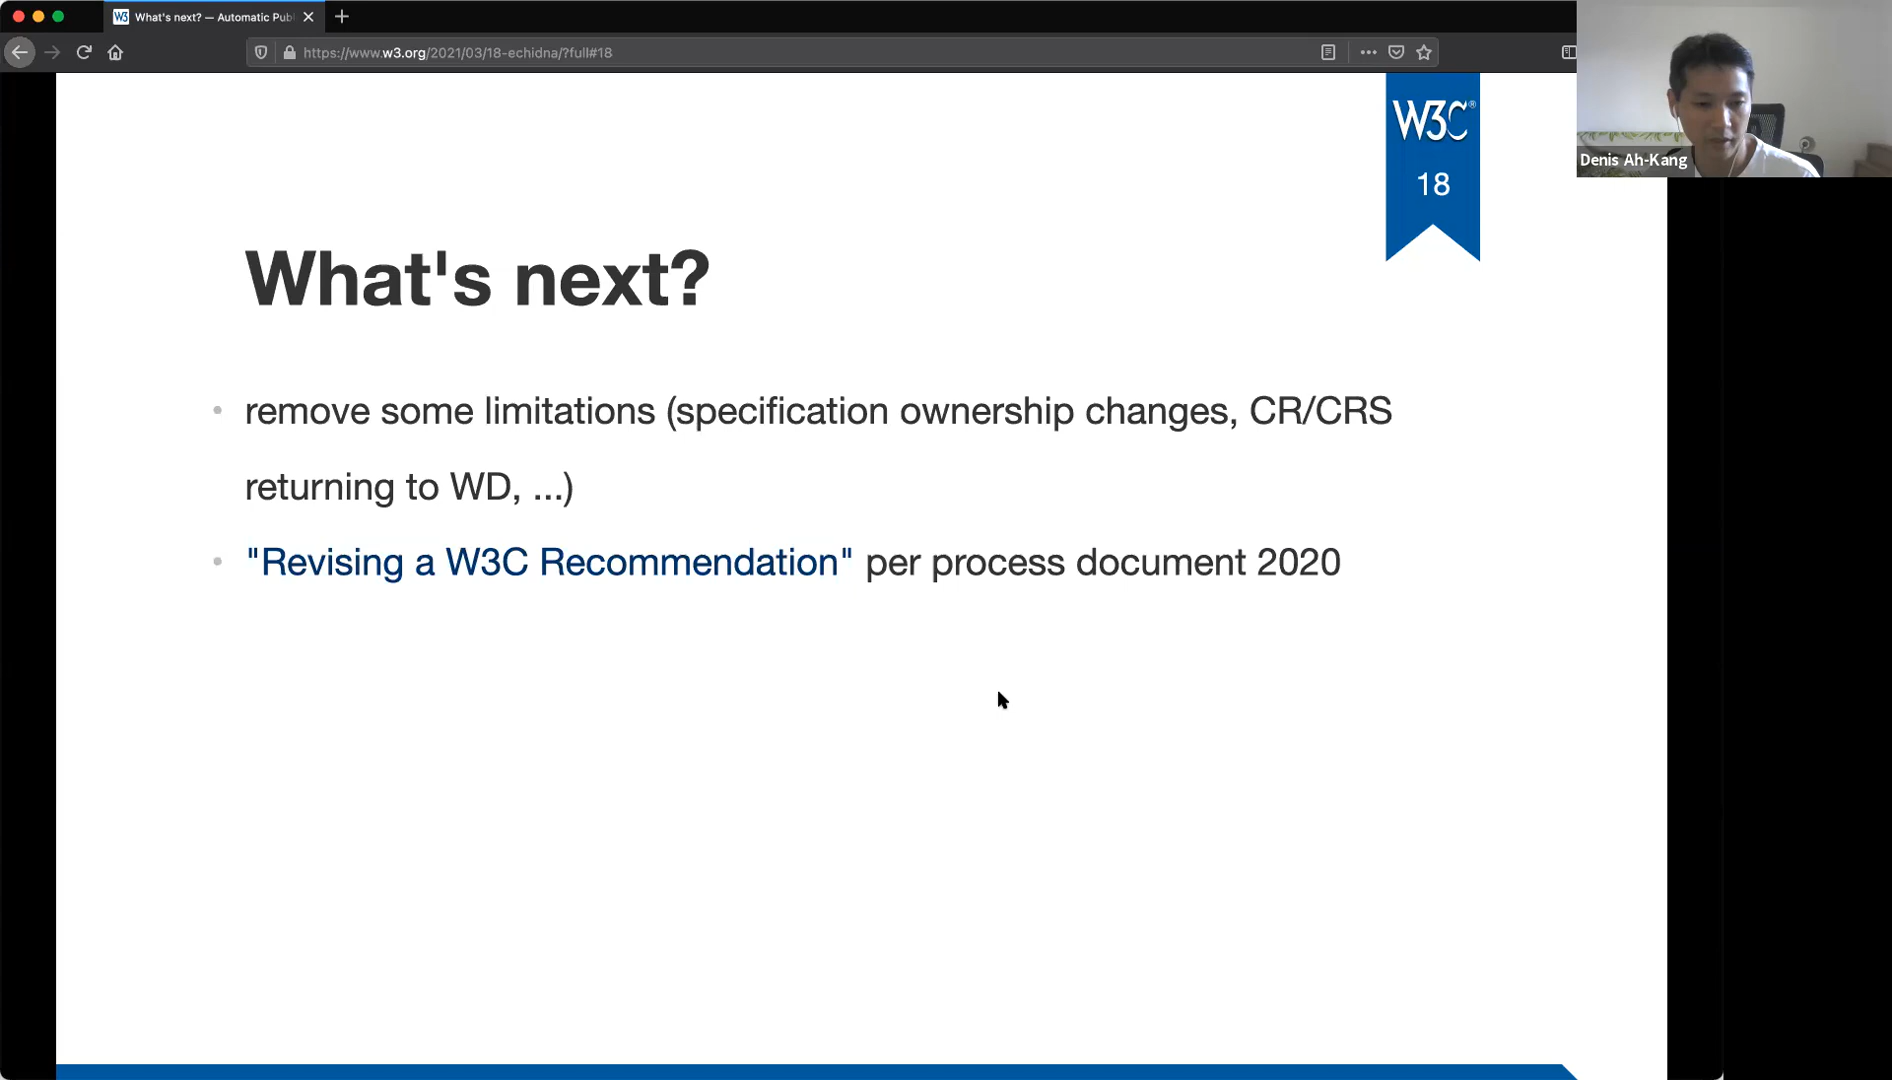 What's next? — Automatic Publ
https://www.w3.org/2021/03/18-echidna/?full#18
W3C®
18
Denis Ah-Kang
What's next?
• remove some limitations (specification ownership changes, CR/CRS
returning to WD, ...)
• "Revising a W3C Recommendation" per process document 2020